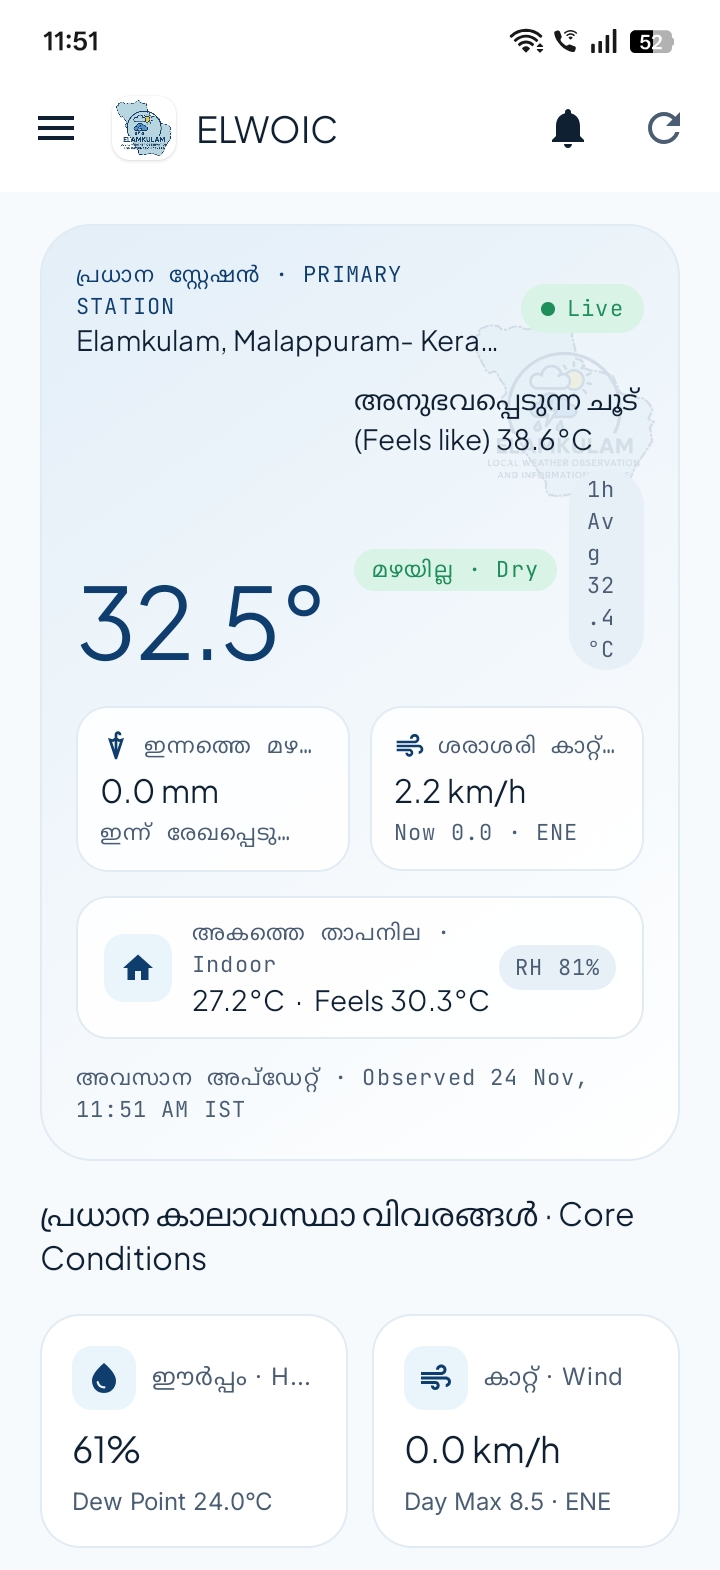 11:51
52
ELWOIC
പ്രധാന സ്റ്റേഷൻ · PRIMARY
STATION
Live
Elamkulam, Malappuram- Kera...
അനുഭവപ്പെടുന്ന ചൂട്
(Feels like) 38.6°C
ELAMKULAM
LOCAL WEATHER OBSERVATION
32.5°
മഴയില്ല · Dry
1h
Av
g
32
.4
°C
ഇന്നത്തെ മഴ...
0.0 mm
ഇന്ന് രേഖപ്പെടു...
ശരാശരി കാറ്റ്...
2.2 km/h
Now 0.0 · ENE
അകത്തെ താപനില ·
Indoor
27.2°C · Feels 30.3°C
RH 81%
അവസാന അപ്ഡേറ്റ് · Observed 24 Nov,
11:51 AM IST
പ്രധാന കാലാവസ്ഥാ വിവരങ്ങൾ · Core
Conditions
ഈർപ്പം · H...
61%
Dew Point 24.0°C
കാറ്റ് · Wind
0.0 km/h
Day Max 8.5 · ENE